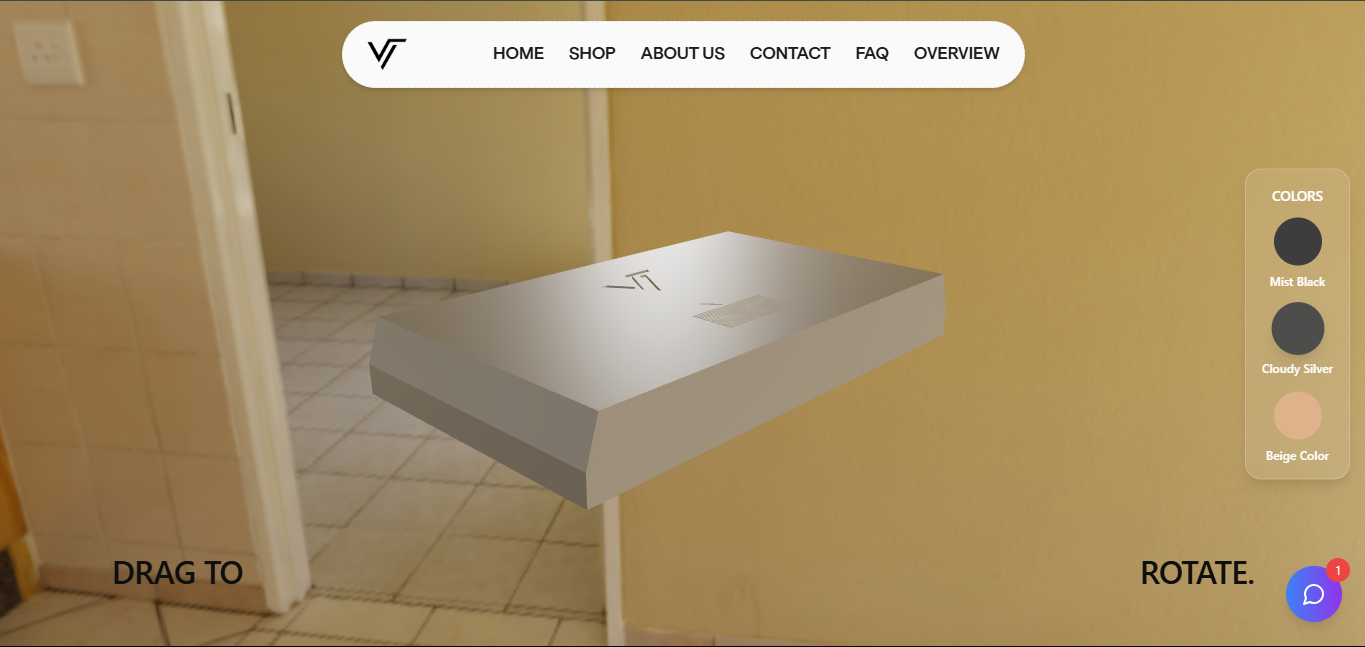 HOME SHOP ABOUT US CONTACT FAQ OVERVIEW
COLORS
Mist Black
Cloudy Silver
Beige Color
DRAG TO ROTATE.
1